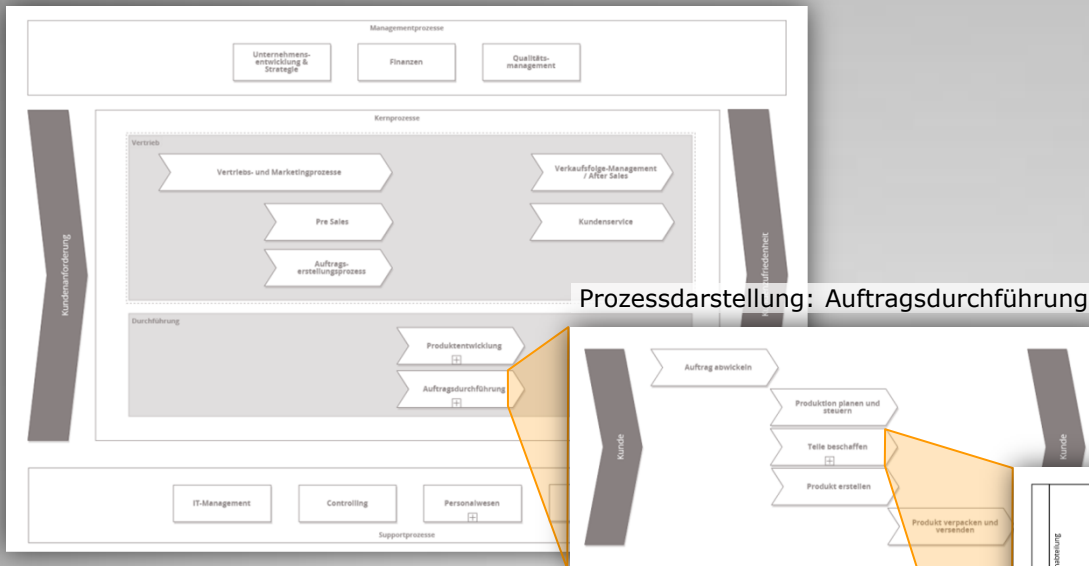 Managementprozesse
Unternehmens-
entwicklung &
Strategie
Finanzen
Qualitäts-
management
Kernprozesse
Vertrieb
Vertriebs- und Marketingprozesse
Verkaufsfolge-Management
/ After Sales
Pre Sales
Kundenservice
Auftrags-
erstellungsprozess
Kundenanforderung
Durchführung
Produktentwicklung
Auftragsdurchführung
IT-Management
Controlling
Personalwesen
Supportprozesse
Prozessdarstellung: Auftragsdurchführung
Kunde
Auftrag abwickeln
Produktion planen und
steuern
Teile beschaffen
Produkt erstellen
Produkt verpacken und
versenden
Kunde